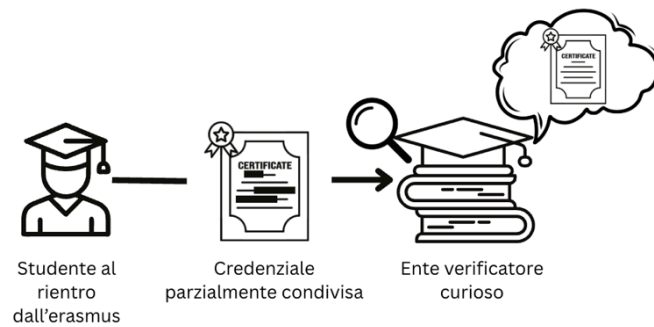 CERTIFICATE
CERTIFICATE
Studente al
rientro
dall'erasmus
Credenziale
parzialmente condivisa
Ente verificatore
curioso